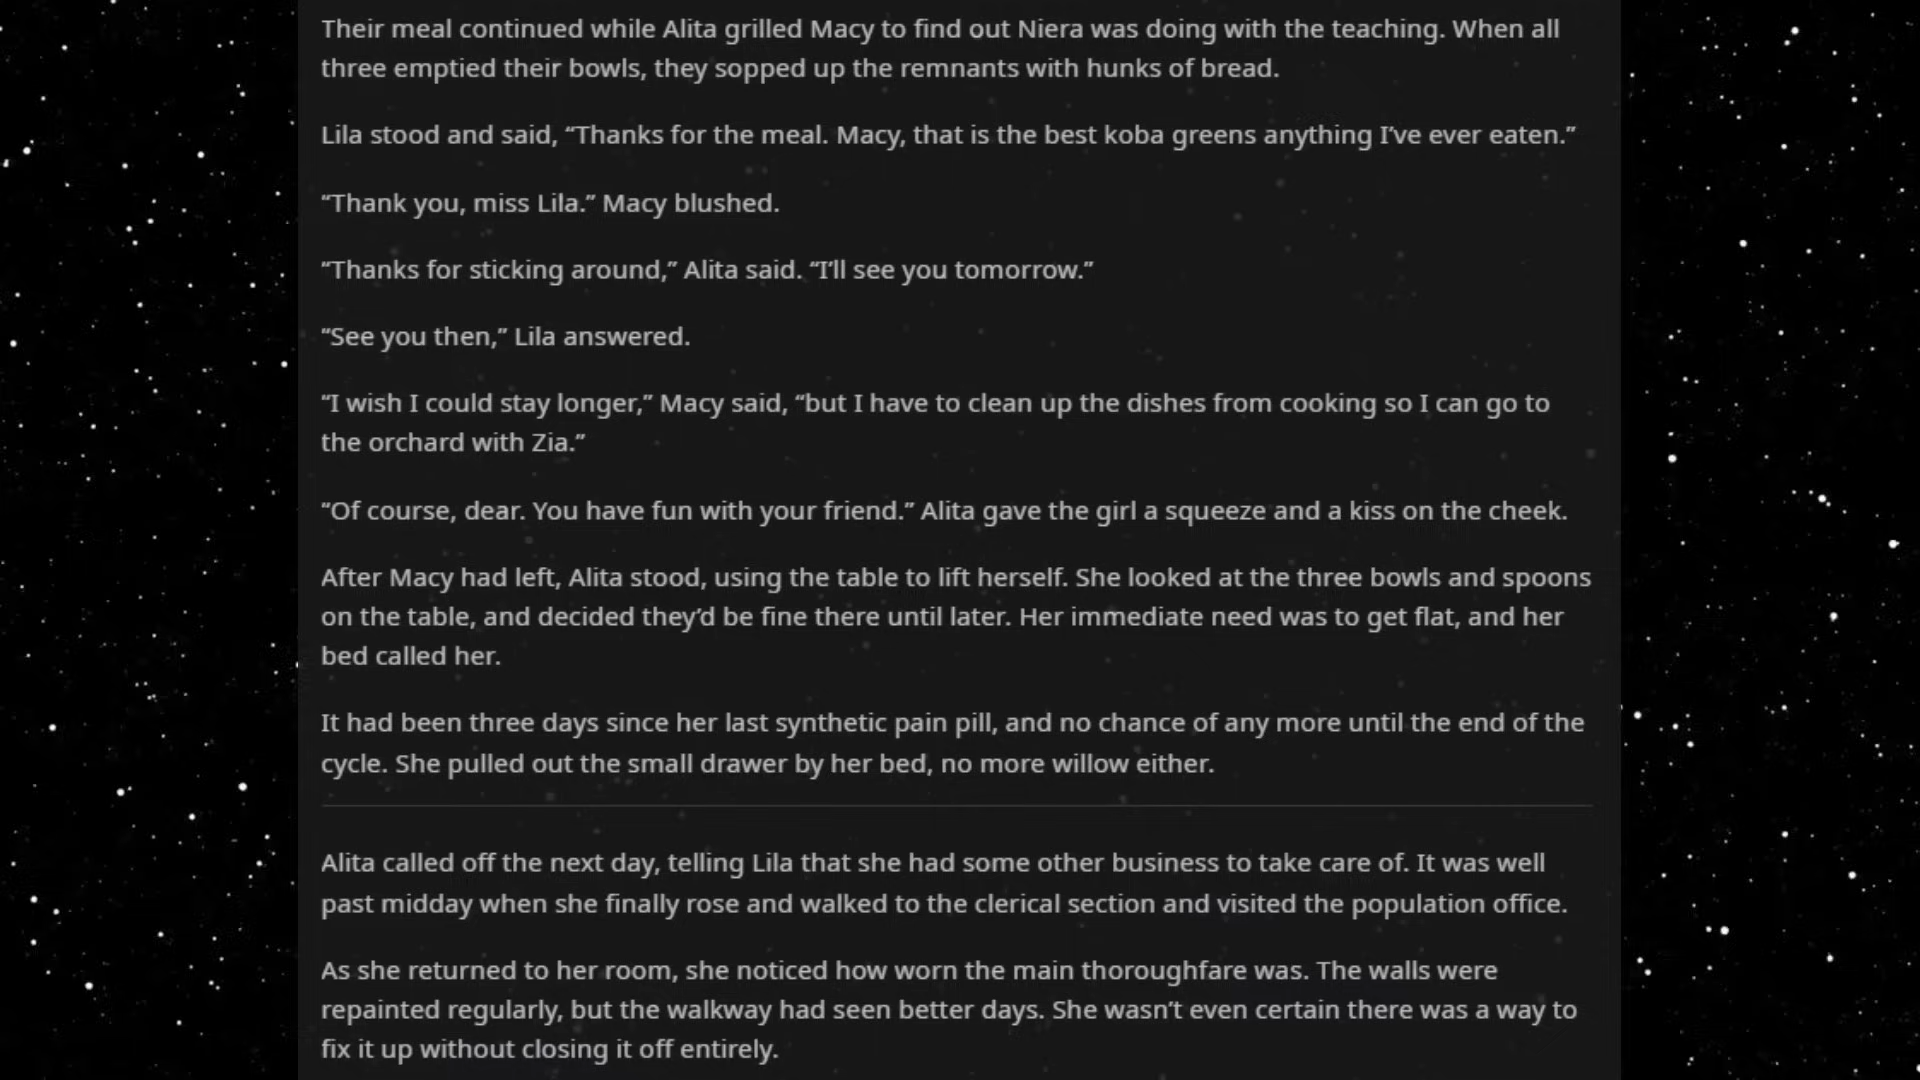 Their meal continued while Alita grilled Macy to find out Niera was doing with the teaching. When all
three emptied their bowls, they sopped up the remnants with hunks of bread.
Lila stood and said, “Thanks for the meal. Macy, that is the best koba greens anything I’ve ever eaten.”
“Thank you, miss Lila.” Macy blushed.
“Thanks for sticking around,” Alita said. “I’ll see you tomorrow.”
“See you then,” Lila answered.
“I wish I could stay longer,” Macy said, “but I have to clean up the dishes from cooking so I can go to
the orchard with Zia.”
“Of course, dear. You have fun with your friend.” Alita gave the girl a squeeze and a kiss on the cheek.
After Macy had left, Alita stood, using the table to lift herself. She looked at the three bowls and spoons
on the table, and decided they’d be fine there until later. Her immediate need was to get flat, and her
bed called her.
It had been three days since her last synthetic pain pill, and no chance of any more until the end of the
cycle. She pulled out the small drawer by her bed, no more willow either.
Alita called off the next day, telling Lila that she had some other business to take care of. It was well
past midday when she finally rose and walked to the clerical section and visited the population office.
As she returned to her room, she noticed how worn the main thoroughfare was. The walls were
repainted regularly, but the walkway had seen better days. She wasn’t even certain there was a way to
fix it up without closing it off entirely.